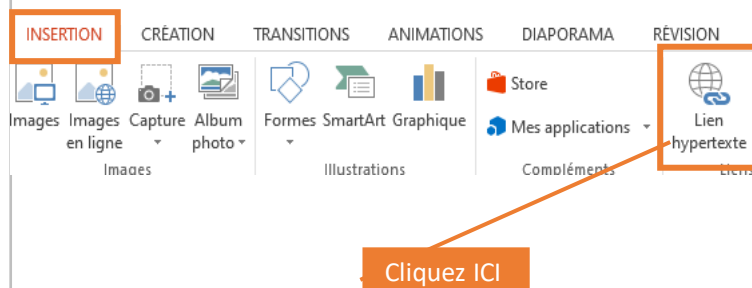 INSERTION CRÉATION TRANSITIONS ANIMATIONS DIAPORAMA RÉVISION
Images Images en ligne Capture Album photo Formes SmartArt Graphique Store Mes applications Lien hypertexte
Images Illustrations Compléments Liens
Cliquez ICI